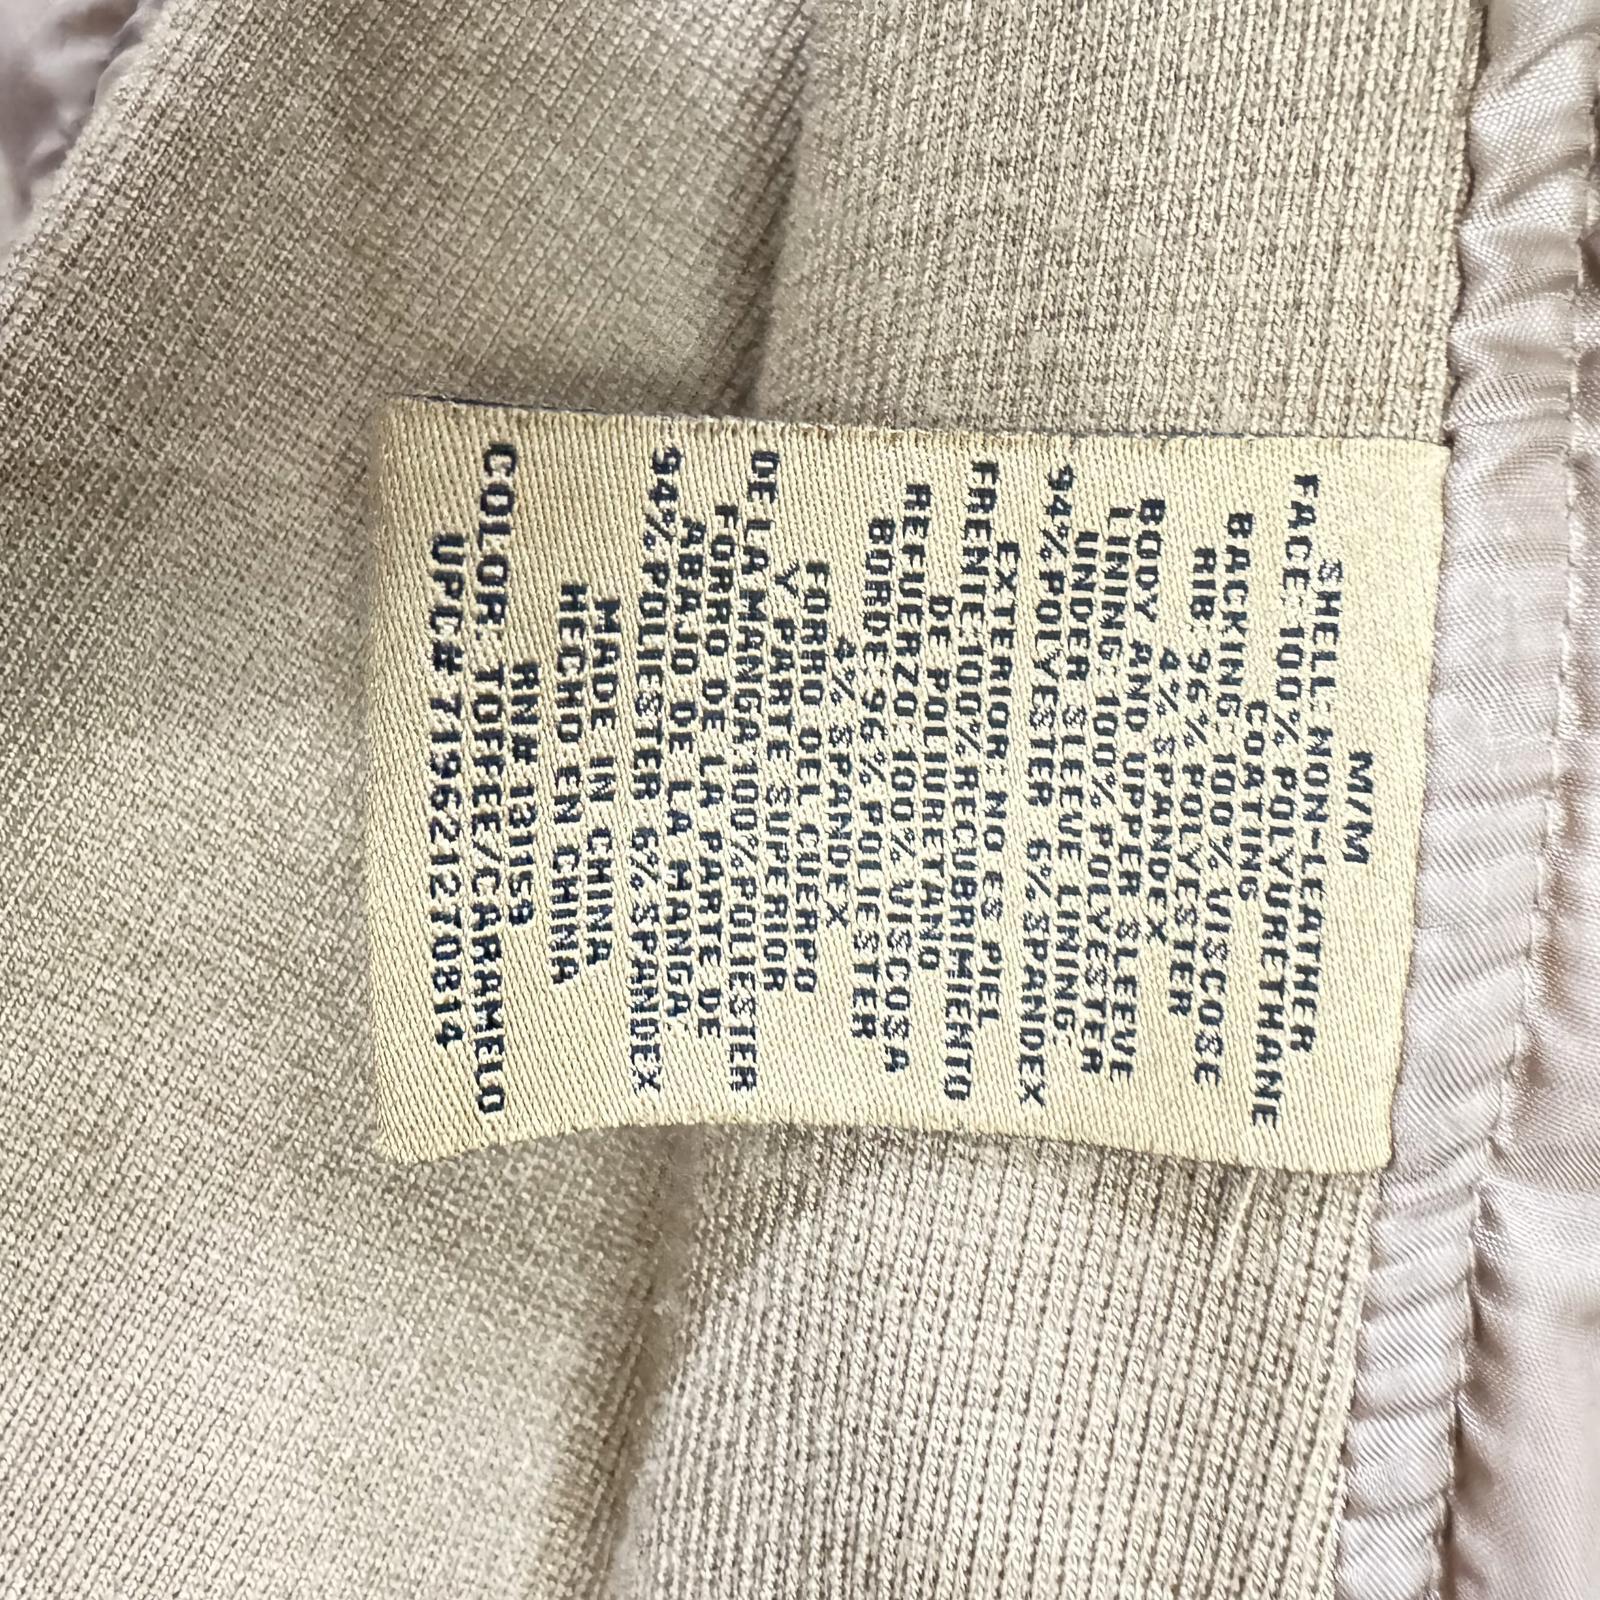 M/M
SHELL: NON-LEATHER
FACE: 100% POLYURETHANE
COATING
BACKING: 100% VISCOSE
RIB: 96% POLYESTER
4% SPANDEX
BODY AND UPPER SLEEVE
LINING: 100% POLYESTER
UNDER SLEEVE LINING:
94% POLYESTER 6% SPANDEX
EXTERIOR: NO ES PIEL
FRENTE:100% RECUBRIMIENTO
DE POLIURETANO
REFUERZO:100% VISCOSA
BORDE:96% POLIESTER
4% SPANDEX
FORRO DEL CUERPO
Y PARTE SUPERIOR
DE LA MANGA:100% POLIESTER
FORRO DE LA PARTE DE
ABAJO DE LA MANGA:
94% POLIESTER 6% SPANDEX
MADE IN CHINA
HECHO EN CHINA
RN# 131159
COLOR: TOFFEE/CARAMELO
UPC# 719621270814